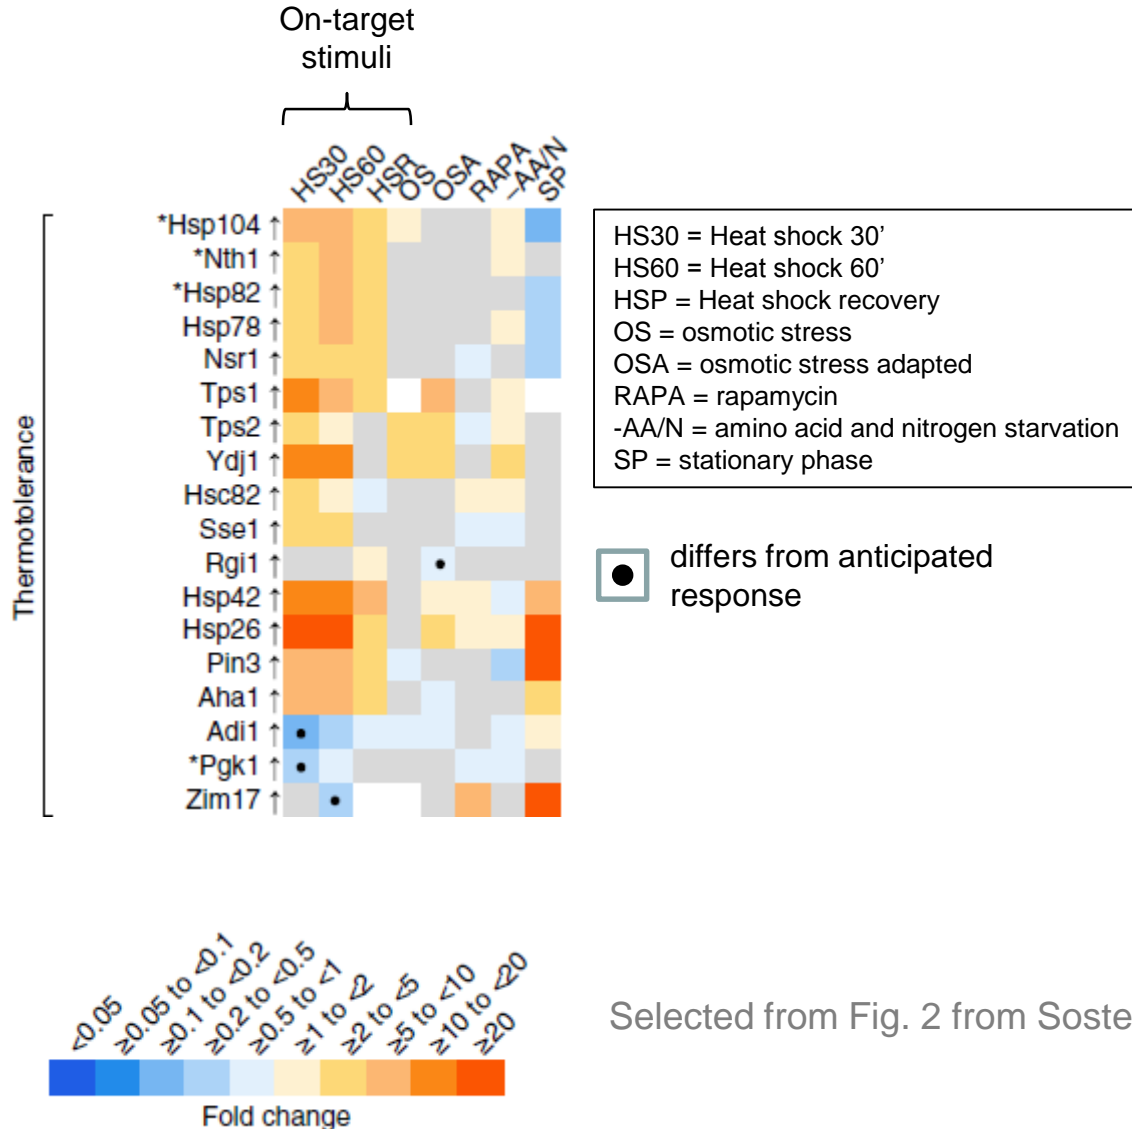 On-target
stimuli
HS30
HS60
HSR
OS
OSA
RAPA
–AA/N
SP
Thermotolerance
*Hsp104 ↑
*Nth1 ↑
*Hsp82 ↑
Hsp78 ↑
Nsr1 ↑
Tps1 ↑
Tps2 ↑
Ydj1 ↑
Hsc82 ↑
Sse1 ↑
Rgi1 ↑
Hsp42 ↑
Hsp26 ↑
Pin3 ↑
Aha1 ↑
Adi1 ↑
*Pgk1 ↑
Zim17 ↑
HS30 = Heat shock 30’
HS60 = Heat shock 60’
HSP = Heat shock recovery
OS = osmotic stress
OSA = osmotic stress adapted
RAPA = rapamycin
-AA/N = amino acid and nitrogen starvation
SP = stationary phase
differs from anticipated
response
<0.05
≥0.05 to <0.1
≥0.1 to <0.2
≥0.2 to <0.5
≥0.5 to <1
≥1 to <2
≥2 to <5
≥5 to <10
≥10 to <20
≥20
Fold change
Selected from Fig. 2 from Soste